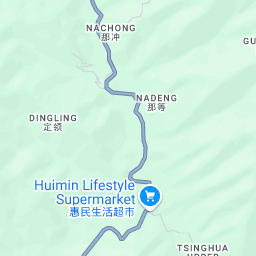 NACHONG
那冲
GU
NADENG
那等
DINGLING
定领
Huimin Lifestyle
Supermarket
惠民生活超市
TSINGHUA
UPPER